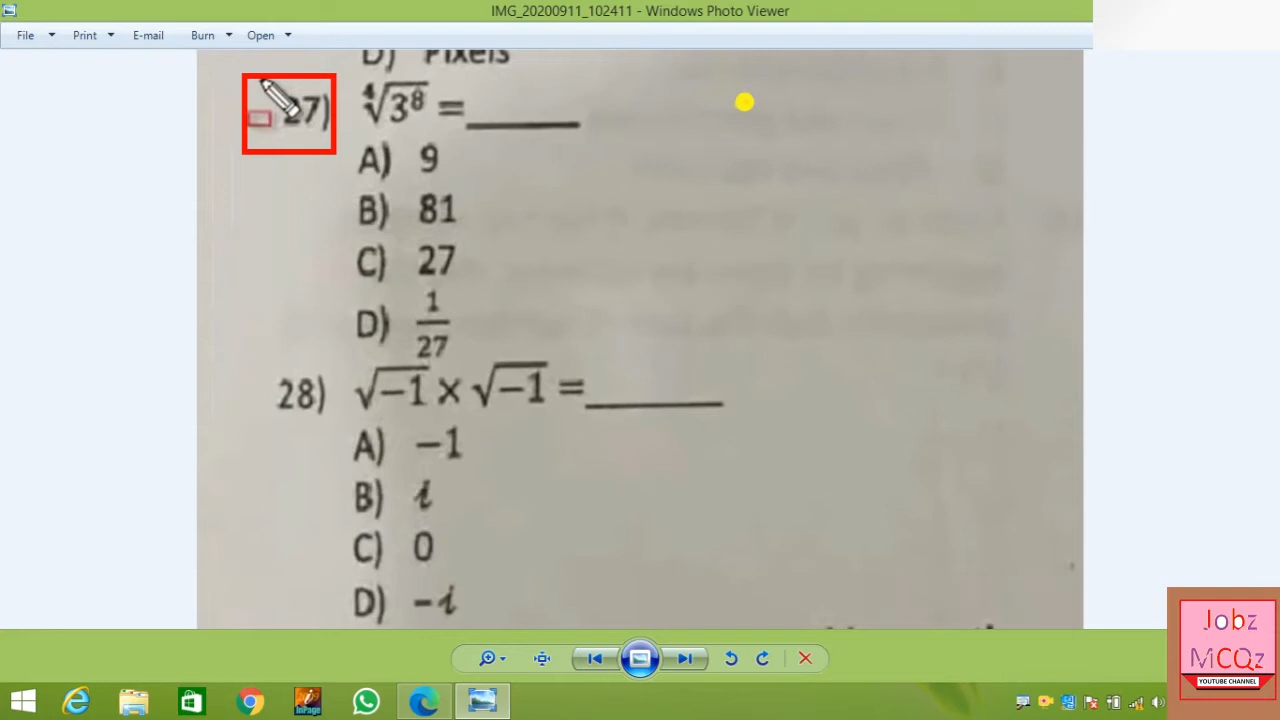 IMG_20200911_102411 - Windows Photo Viewer
File Print E-mail Burn Open
D) Pixels
27) ∜3⁸ = ______
A) 9
B) 81
C) 27
D) 1/27
28) √−1 × √−1 = ______
A) −1
B) i
C) 0
D) −i
Jobz
MCQz
YOUTUBE CHANNEL
InPage